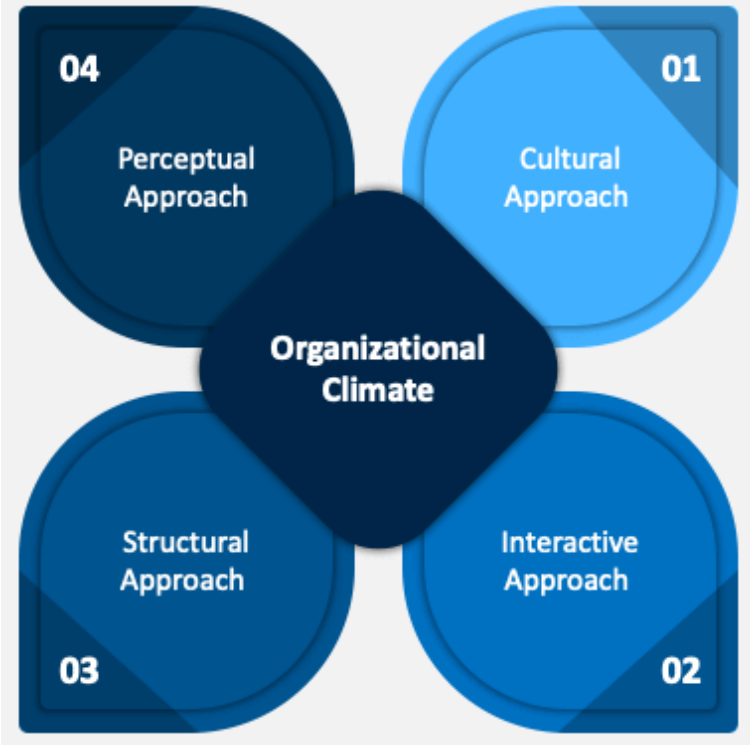 04
Perceptual
Approach
01
Cultural
Approach
Organizational
Climate
Structural
Approach
03
Interactive
Approach
02